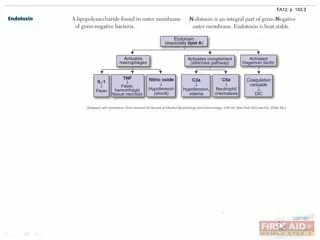 FA12, p. 183.2
Endotoxin
A lipopolysaccharide found in outer membrane
of gram-negative bacteria.
N-dotoxin is an integral part of gram-Negative
outer membrane. Endotoxin is heat stable.
Endotoxin
(especially lipid A)
Activates
macrophages
Activates complement
(alternate pathway)
Activates
Hageman factor
IL-1
Fever
TNF
Fever,
hemorrhagic
tissue necrosis
Nitric oxide
Hypotension
(shock)
C3a
Hypotension,
edema
C5a
Neutrophil
chemotaxis
Coagulation
cascade
DIC
FIRST AID